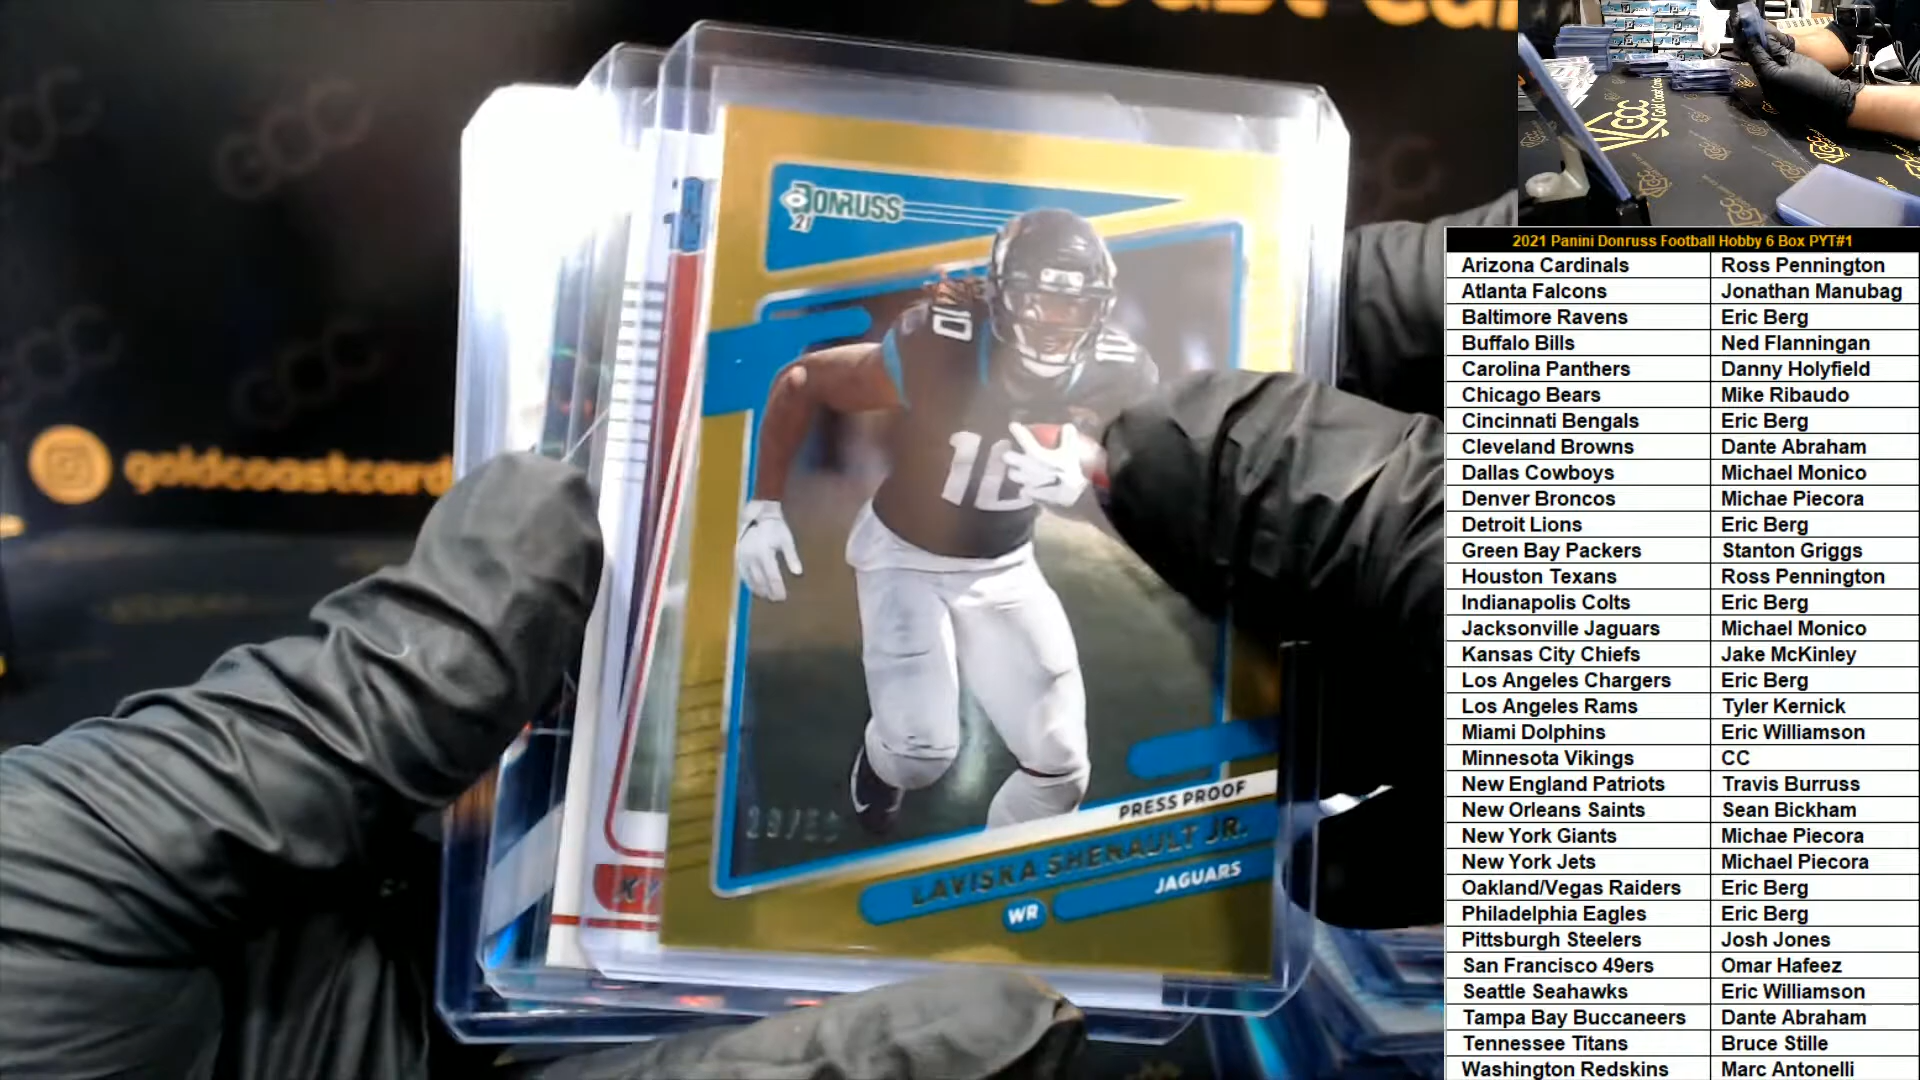 goldcoastcard
DONRUSS
21
10
10
10
PRESS PROOF
LAVISKA SHENAULT JR.
JAGUARS
WR
GCC
Gold Coast Cards
2021 Panini Donruss Football Hobby 6 Box PYT#1
Arizona Cardinals Ross Pennington
Atlanta Falcons Jonathan Manubag
Baltimore Ravens Eric Berg
Buffalo Bills Ned Flanningan
Carolina Panthers Danny Holyfield
Chicago Bears Mike Ribaudo
Cincinnati Bengals Eric Berg
Cleveland Browns Dante Abraham
Dallas Cowboys Michael Monico
Denver Broncos Michae Piecora
Detroit Lions Eric Berg
Green Bay Packers Stanton Griggs
Houston Texans Ross Pennington
Indianapolis Colts Eric Berg
Jacksonville Jaguars Michael Monico
Kansas City Chiefs Jake McKinley
Los Angeles Chargers Eric Berg
Los Angeles Rams Tyler Kernick
Miami Dolphins Eric Williamson
Minnesota Vikings CC
New England Patriots Travis Burruss
New Orleans Saints Sean Bickham
New York Giants Michae Piecora
New York Jets Michael Piecora
Oakland/Vegas Raiders Eric Berg
Philadelphia Eagles Eric Berg
Pittsburgh Steelers Josh Jones
San Francisco 49ers Omar Hafeez
Seattle Seahawks Eric Williamson
Tampa Bay Buccaneers Dante Abraham
Tennessee Titans Bruce Stille
Washington Redskins Marc Antonelli